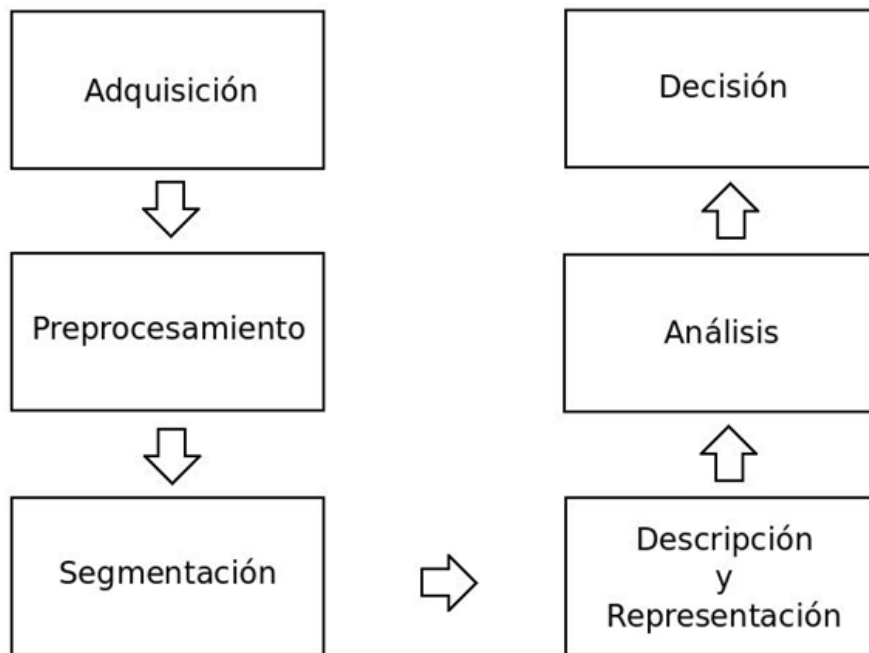 Adquisición
Preprocesamiento
Segmentación
Descripción
y
Representación
Análisis
Decisión